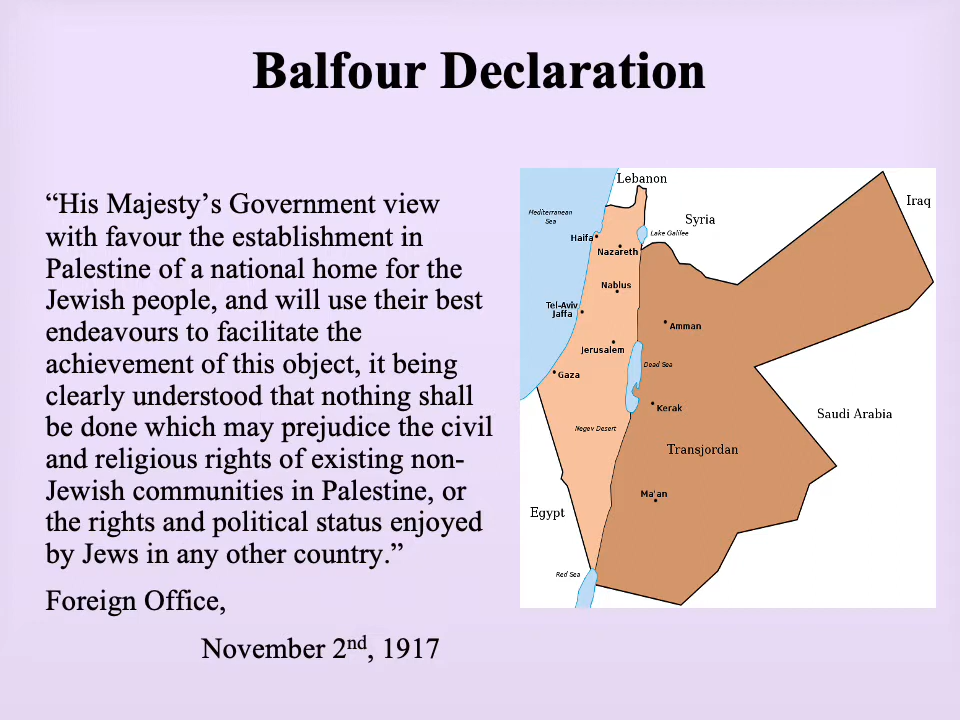 Balfour Declaration
“His Majesty’s Government view
with favour the establishment in
Palestine of a national home for the
Jewish people, and will use their best
endeavours to facilitate the
achievement of this object, it being
clearly understood that nothing shall
be done which may prejudice the civil
and religious rights of existing non-
Jewish communities in Palestine, or
the rights and political status enjoyed
by Jews in any other country.”
Foreign Office,
November 2nd, 1917
Lebanon
Iraq
Mediterranean
Sea
Syria
Lake Galilee
Haifa
Nazareth
Nablus
Tel-Aviv
Jaffa
Amman
Jerusalem
Dead Sea
Gaza
Kerak
Saudi Arabia
Negev Desert
Transjordan
Ma'an
Egypt
Red Sea